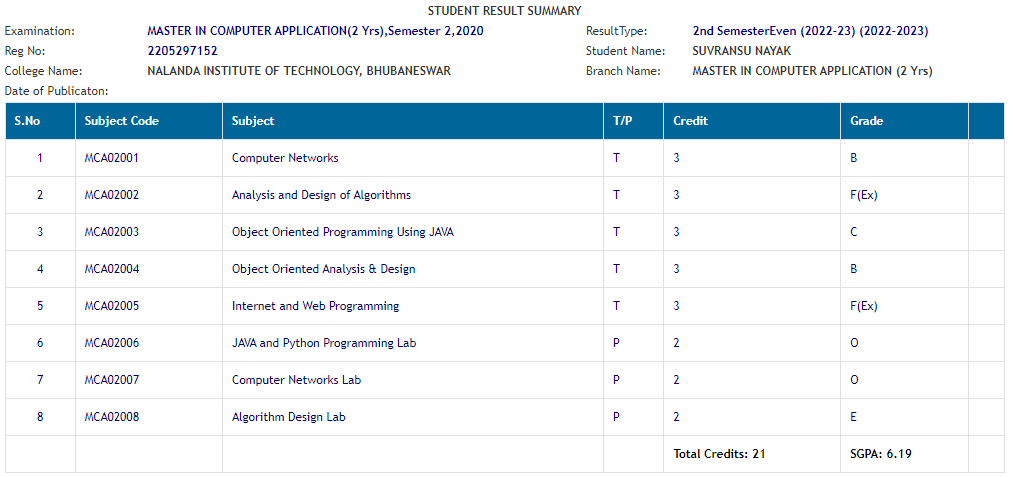 STUDENT RESULT SUMMARY
Examination: MASTER IN COMPUTER APPLICATION(2 Yrs),Semester 2,2020 ResultType: 2nd SemesterEven (2022-23) (2022-2023)
Reg No: 2205297152 Student Name: SUVRANSU NAYAK
College Name: NALANDA INSTITUTE OF TECHNOLOGY, BHUBANESWAR Branch Name: MASTER IN COMPUTER APPLICATION (2 Yrs)
Date of Publicaton:
S.No Subject Code Subject T/P Credit Grade
1 MCA02001 Computer Networks T 3 B
2 MCA02002 Analysis and Design of Algorithms T 3 F(Ex)
3 MCA02003 Object Oriented Programming Using JAVA T 3 C
4 MCA02004 Object Oriented Analysis & Design T 3 B
5 MCA02005 Internet and Web Programming T 3 F(Ex)
6 MCA02006 JAVA and Python Programming Lab P 2 O
7 MCA02007 Computer Networks Lab P 2 O
8 MCA02008 Algorithm Design Lab P 2 E
Total Credits: 21 SGPA: 6.19